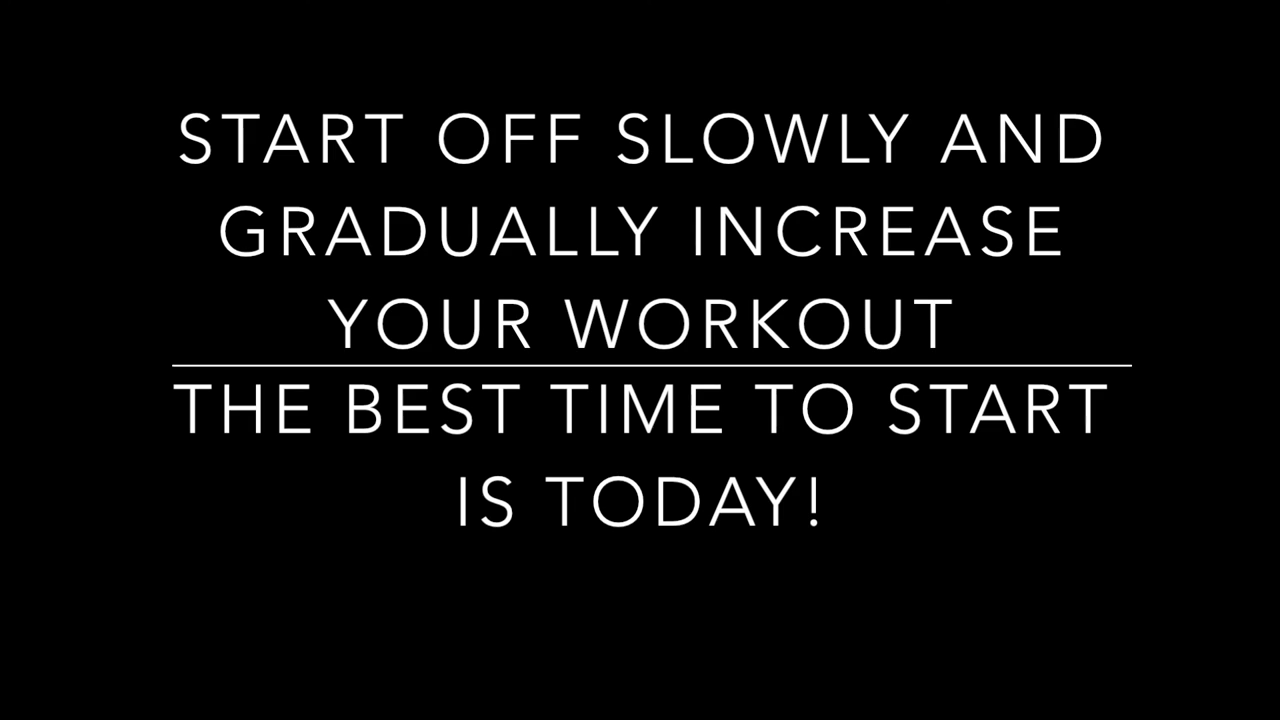 START OFF SLOWLY AND
GRADUALLY INCREASE
YOUR WORKOUT
THE BEST TIME TO START
IS TODAY!